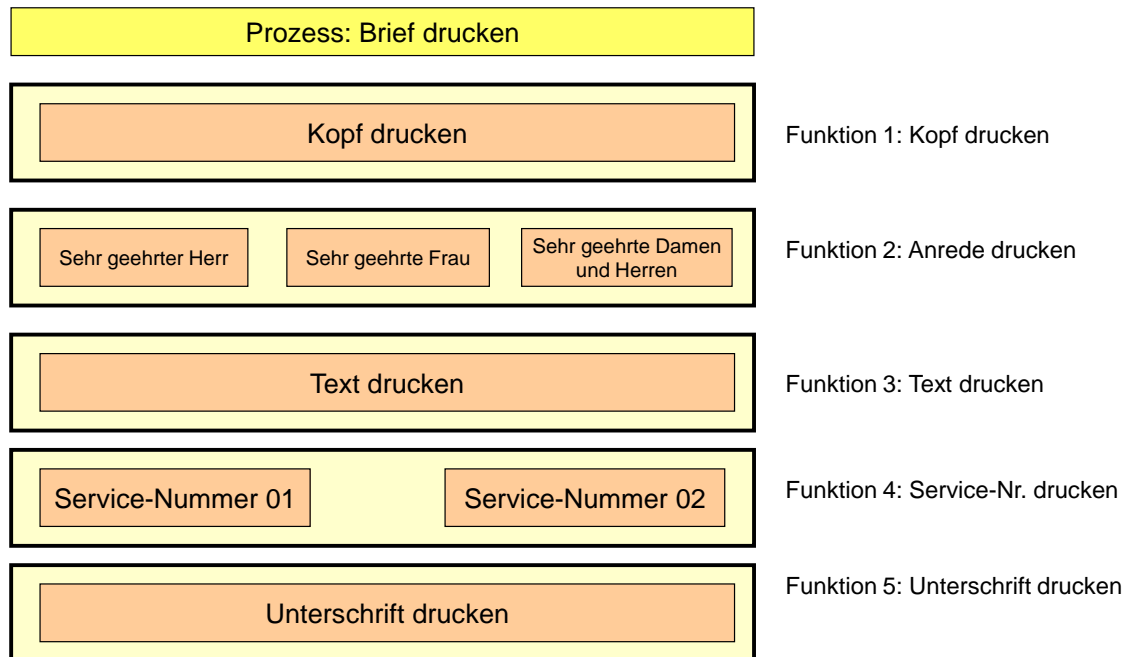 Prozess: Brief drucken
Kopf drucken
Funktion 1: Kopf drucken
Sehr geehrter Herr
Sehr geehrte Frau
Sehr geehrte Damen
und Herren
Funktion 2: Anrede drucken
Text drucken
Funktion 3: Text drucken
Service-Nummer 01
Service-Nummer 02
Funktion 4: Service-Nr. drucken
Unterschrift drucken
Funktion 5: Unterschrift drucken